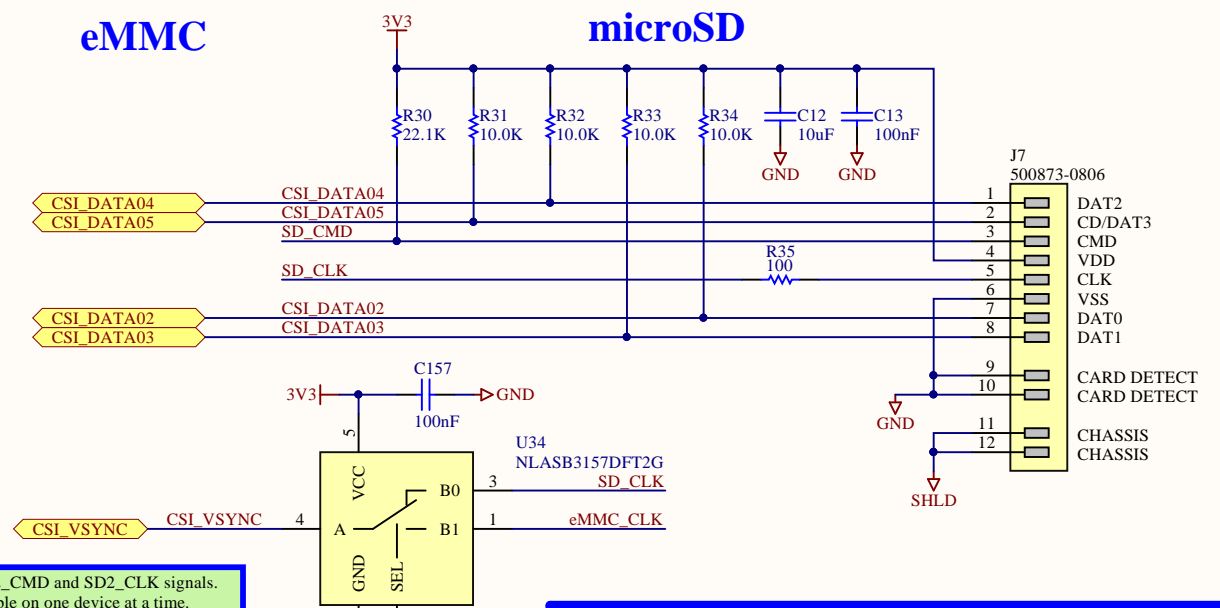 eMMC
microSD
3V3
R30
22.1K
R31
10.0K
R32
10.0K
R33
10.0K
R34
10.0K
C12
10uF
C13
100nF
GND
GND
J7
500873-0806
CSI_DATA04
CSI_DATA04
1
DAT2
CSI_DATA05
CSI_DATA05
2
CD/DAT3
SD_CMD
3
CMD
4
VDD
R35
100
SD_CLK
5
CLK
6
VSS
CSI_DATA02
CSI_DATA02
7
DAT0
CSI_DATA03
CSI_DATA03
8
DAT1
9
CARD DETECT
10
CARD DETECT
GND
11
CHASSIS
12
CHASSIS
SHLD
C157
3V3
GND
100nF
5
U34
NLASB3157DFT2G
VCC
B0
3
SD_CLK
CSI_VSYNC
CSI_VSYNC
4
A
B1
1
eMMC_CLK
GND
SEL
_CMD and SD2_CLK signals.
ple on one device at a time.